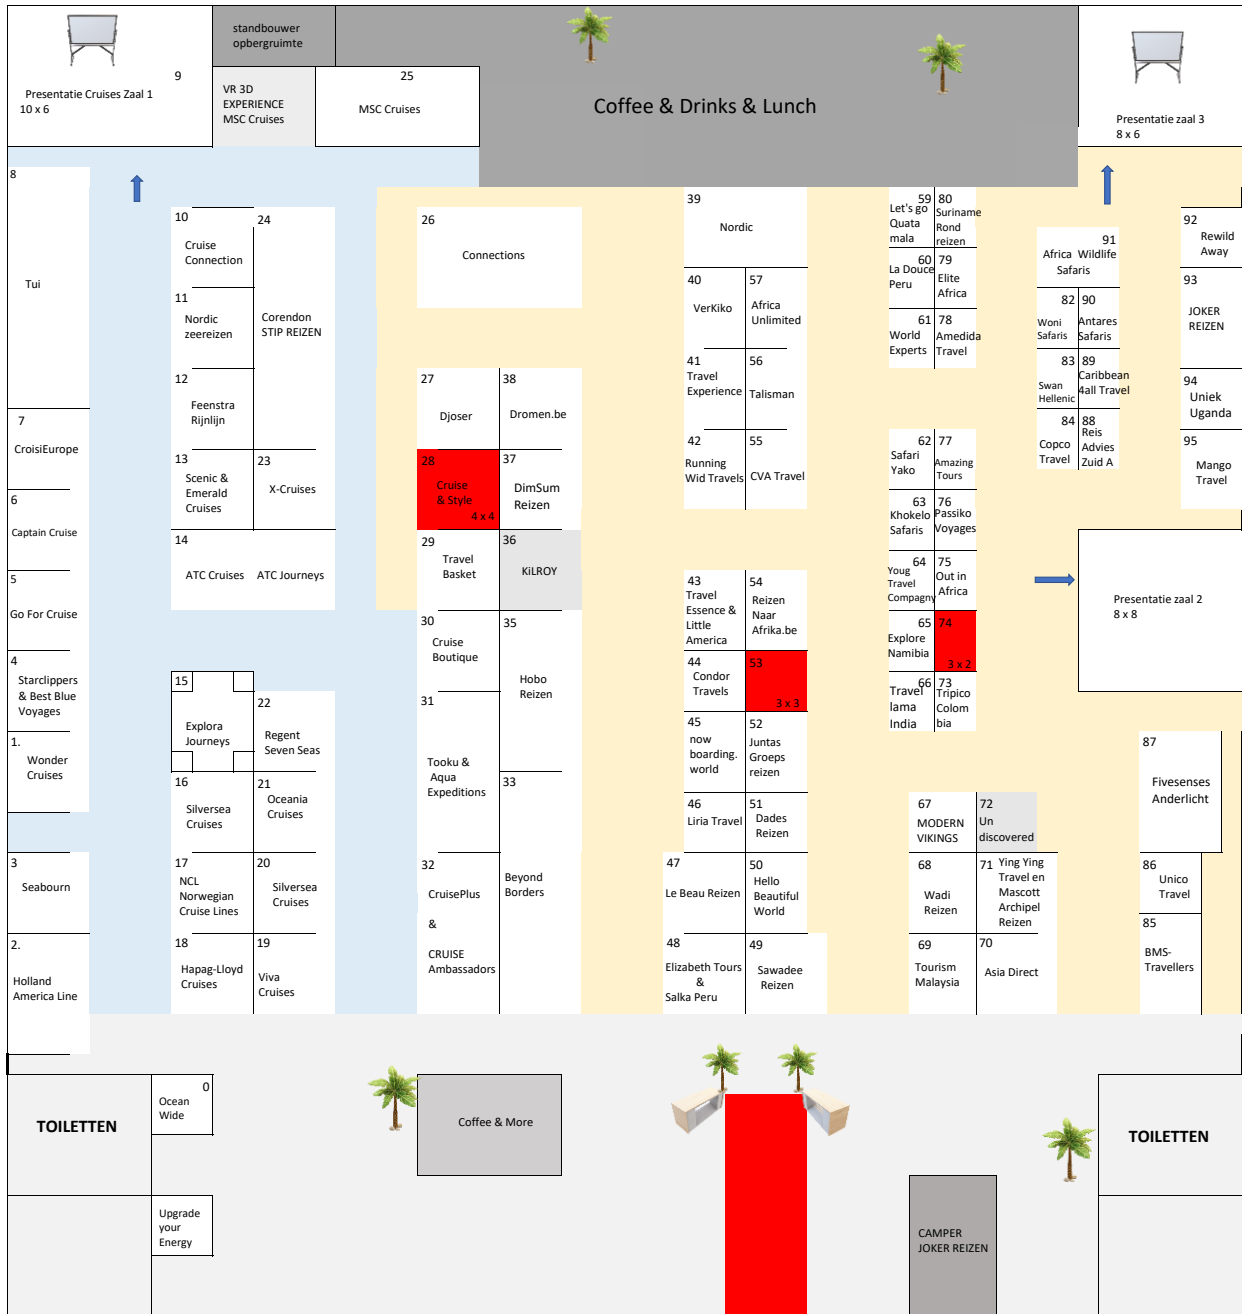 standbouwer
opbergruimte
9
Presentatie Cruises Zaal 1
10 x 6
VR 3D
EXPERIENCE
MSC Cruises
25
MSC Cruises
Coffee & Drinks & Lunch
Presentatie zaal 3
8 x 6
8
Tui
7
CroisiEurope
6
Captain Cruise
5
Go For Cruise
4
Starclippers
& Best Blue
Voyages
1.
Wonder
Cruises
3
Seabourn
2.
Holland
America Line
10
Cruise
Connection
11
Nordic
zeereizen
12
Feenstra
Rijnlijn
13
Scenic &
Emerald
Cruises
24
Corendon
STIP REIZEN
23
X-Cruises
14
ATC Cruises ATC Journeys
15
Explora
Journeys
22
Regent
Seven Seas
16
Silversea
Cruises
21
Oceania
Cruises
17
NCL
Norwegian
Cruise Lines
20
Silversea
Cruises
18
Hapag-Lloyd
Cruises
19
Viva
Cruises
26
Connections
27
Djoser
38
Dromen.be
28
Cruise
& Style
4 x 4
37
DimSum
Reizen
29
Travel
Basket
36
KiLROY
30
Cruise
Boutique
35
Hobo
Reizen
31
Tooku &
Aqua
Expeditions
33
Beyond
Borders
32
CruisePlus
&
CRUISE
Ambassadors
39
Nordic
40
VerKiko
57
Africa
Unlimited
41
Travel
Experience
56
Talisman
42
Running
Wid Travels
55
CVA Travel
43
Travel
Essence &
Little
America
54
Reizen
Naar
Afrika.be
44
Condor
Travels
53
3 x 3
45
now
boarding.
world
52
Juntas
Groeps
reizen
46
Liria Travel
51
Dades
Reizen
47
Le Beau Reizen
50
Hello
Beautiful
World
48
Elizabeth Tours
&
Salka Peru
49
Sawadee
Reizen
59
Let's go
Quata
mala
80
Suriname
Rond
reizen
60
La Douce
Peru
79
Elite
Africa
61
World
Experts
78
Amedida
Travel
62
Safari
Yako
77
Amazing
Tours
63
Khokelo
Safaris
76
Passiko
Voyages
64
Youg
Travel
Compagny
75
Out in
Africa
65
Explore
Namibia
74
3 x 2
66
Travel
lama
India
73
Tripico
Colom
bia
67
MODERN
VIKINGS
72
Un
discovered
68
Wadi
Reizen
71
Ying Ying
Travel en
Mascott
Archipel
Reizen
69
Tourism
Malaysia
70
Asia Direct
91
Africa Wildlife
Safaris
82
Woni
Safaris
90
Antares
Safaris
83
Swan
Hellenic
89
Caribbean
4all Travel
84
Copco
Travel
88
Reis
Advies
Zuid A
92
Rewild
Away
93
JOKER
REIZEN
94
Uniek
Uganda
95
Mango
Travel
Presentatie zaal 2
8 x 8
87
Fivesenses
Anderlicht
86
Unico
Travel
85
BMS-
Travellers
TOILETTEN
0
Ocean
Wide
Upgrade
your
Energy
Coffee & More
CAMPER
JOKER REIZEN
TOILETTEN